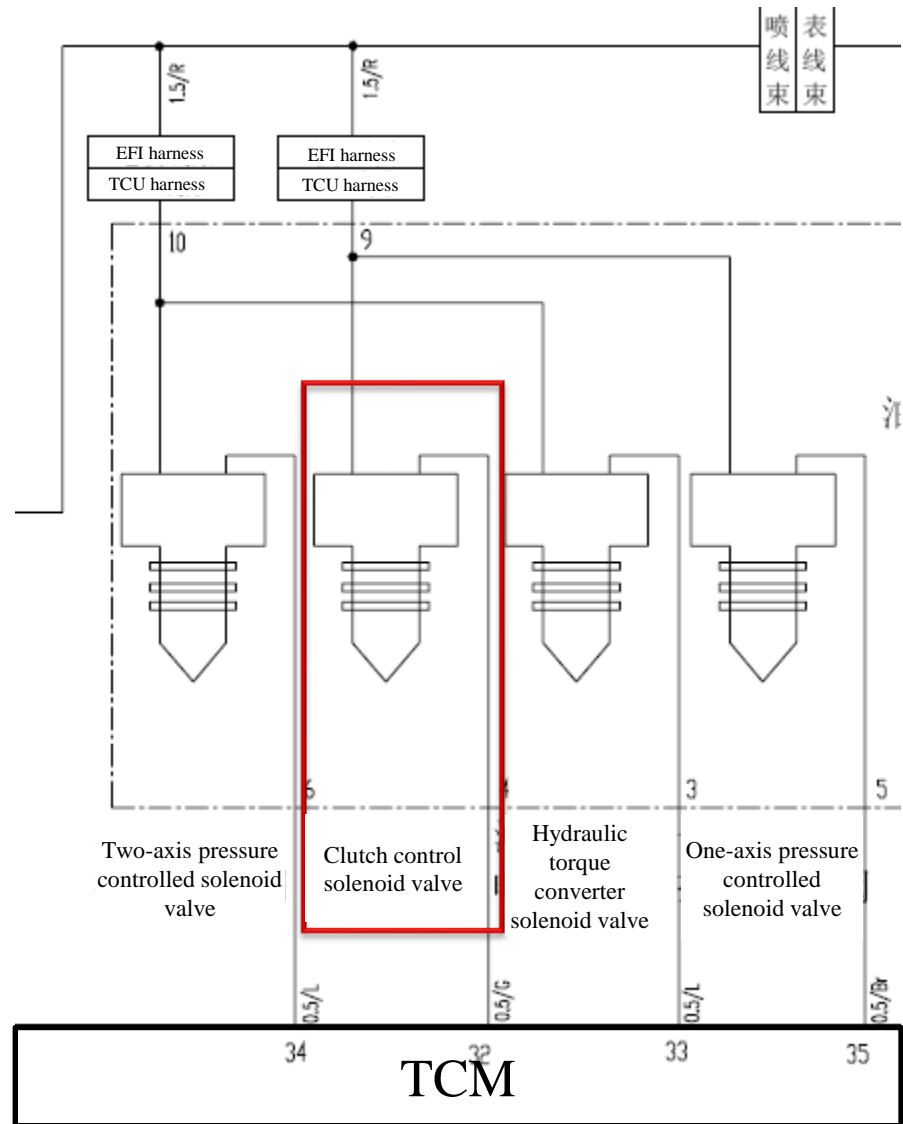 喷线束
表线束
1.5/R
1.5/R
EFI harness
TCU harness
EFI harness
TCU harness
10
9
6
4
3
5
Two-axis pressure
controlled solenoid
valve
Clutch control
solenoid valve
Hydraulic
torque
converter
solenoid valve
One-axis pressure
controlled
solenoid valve
0.5/L
0.5/G
0.5/L
0.5/Br
34
32
33
35
TCM